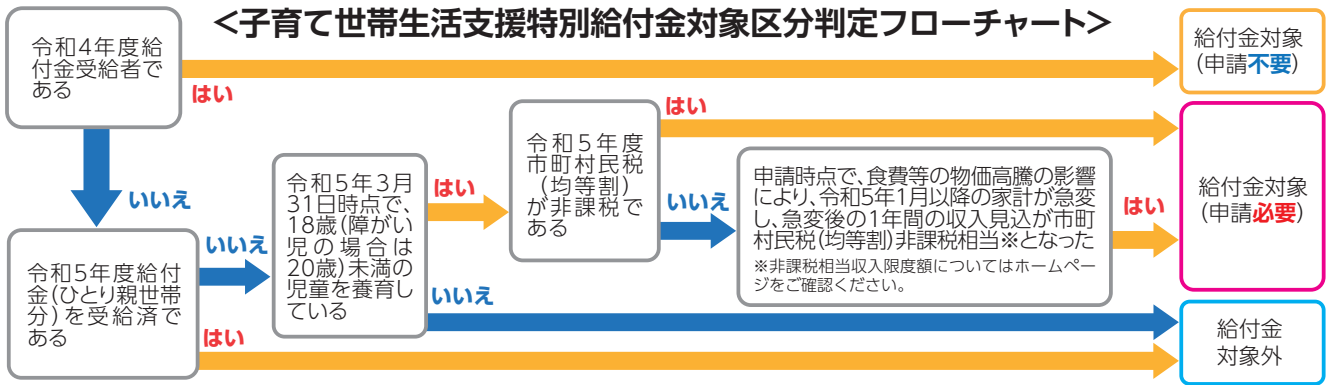 ＜子育て世帯生活支援特別給付金対象区分判定フローチャート＞
令和4年度給
付金受給者で
ある
はい
いいえ
令和5年度給付
金(ひとり親世帯
分)を受給済で
ある
いいえ
はい
令和5年3月
31日時点で、
18歳(障がい
児の場合は
20歳)未満の
児童を養育し
ている
はい
いいえ
令和5年度
市町村民税
(均等割)
が非課税で
ある
はい
いいえ
申請時点で、食費等の物価高騰の影響
により、令和5年1月以降の家計が急変
し、急変後の1年間の収入見込が市町
村民税(均等割)非課税相当※となった
※非課税相当収入限度額についてはホームペー
ジをご確認ください。
はい
給付金対象
(申請不要)
給付金対象
(申請必要)
給付金
対象外